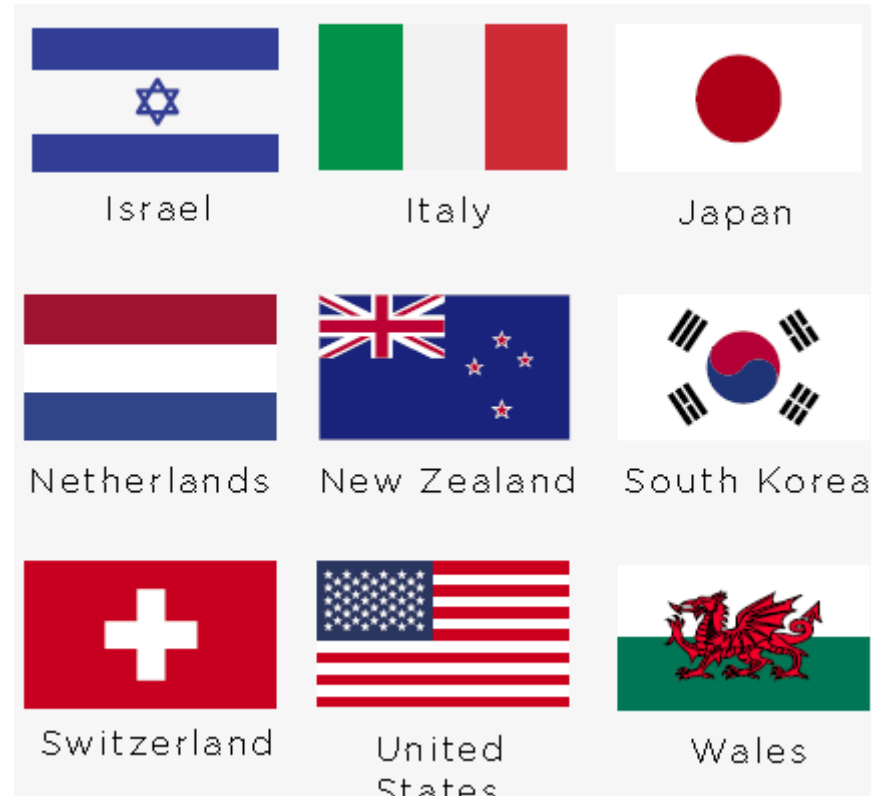 Israel
Italy
Japan
Netherlands
New Zealand
South Korea
Switzerland
United
States
Wales